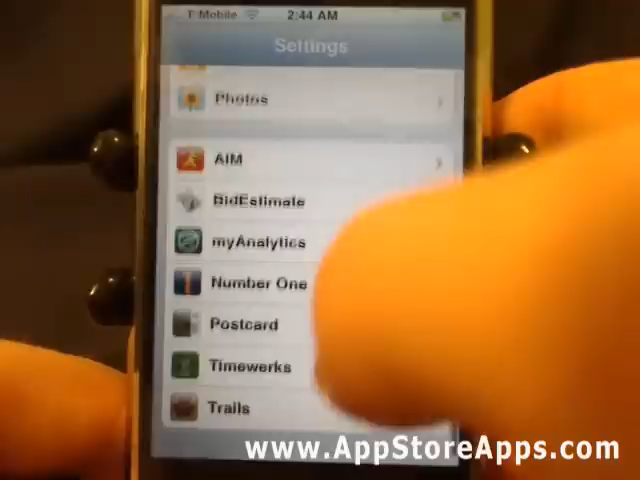 T-Mobile 2:44 AM
Settings
Photos
AIM
BidEstimate
myAnalytics
Number One
Postcard
Timewerks
Trails
www.AppStoreApps.com